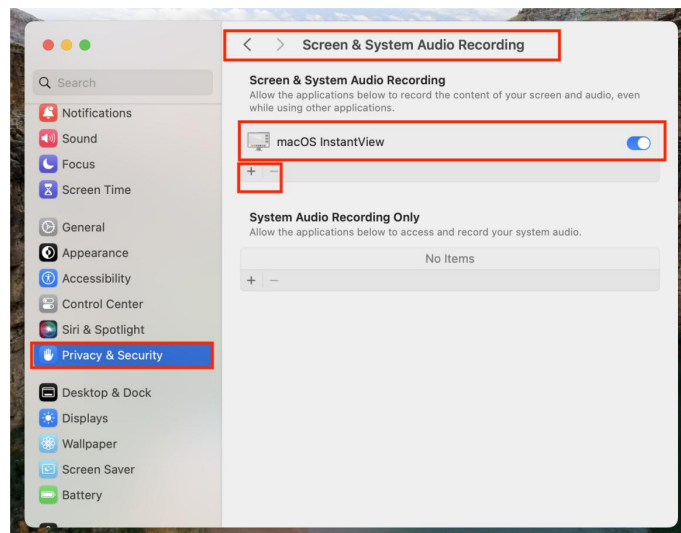 Screen & System Audio Recording
Search
Notifications
Sound
Focus
Screen Time
General
Appearance
Accessibility
Control Center
Siri & Spotlight
Privacy & Security
Desktop & Dock
Displays
Wallpaper
Screen Saver
Battery
Screen & System Audio Recording
Allow the applications below to record the content of your screen and audio, even
while using other applications.
macOS InstantView
+ −
System Audio Recording Only
Allow the applications below to access and record your system audio.
No Items
+ −